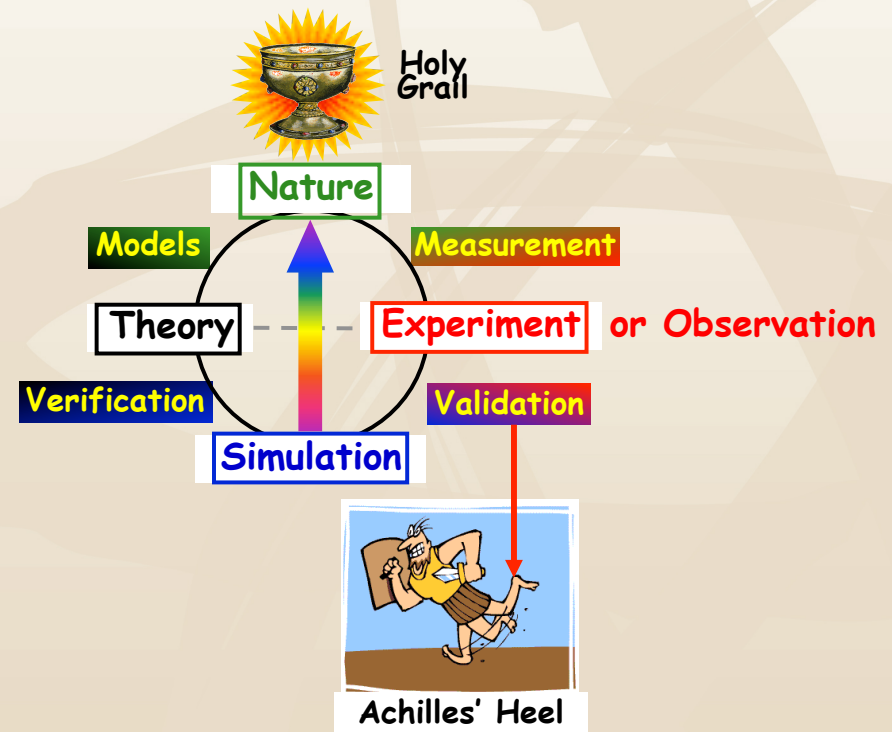 Holy
Grail
Nature
Models
Measurement
Theory
Experiment or Observation
Verification
Validation
Simulation
Achilles’ Heel